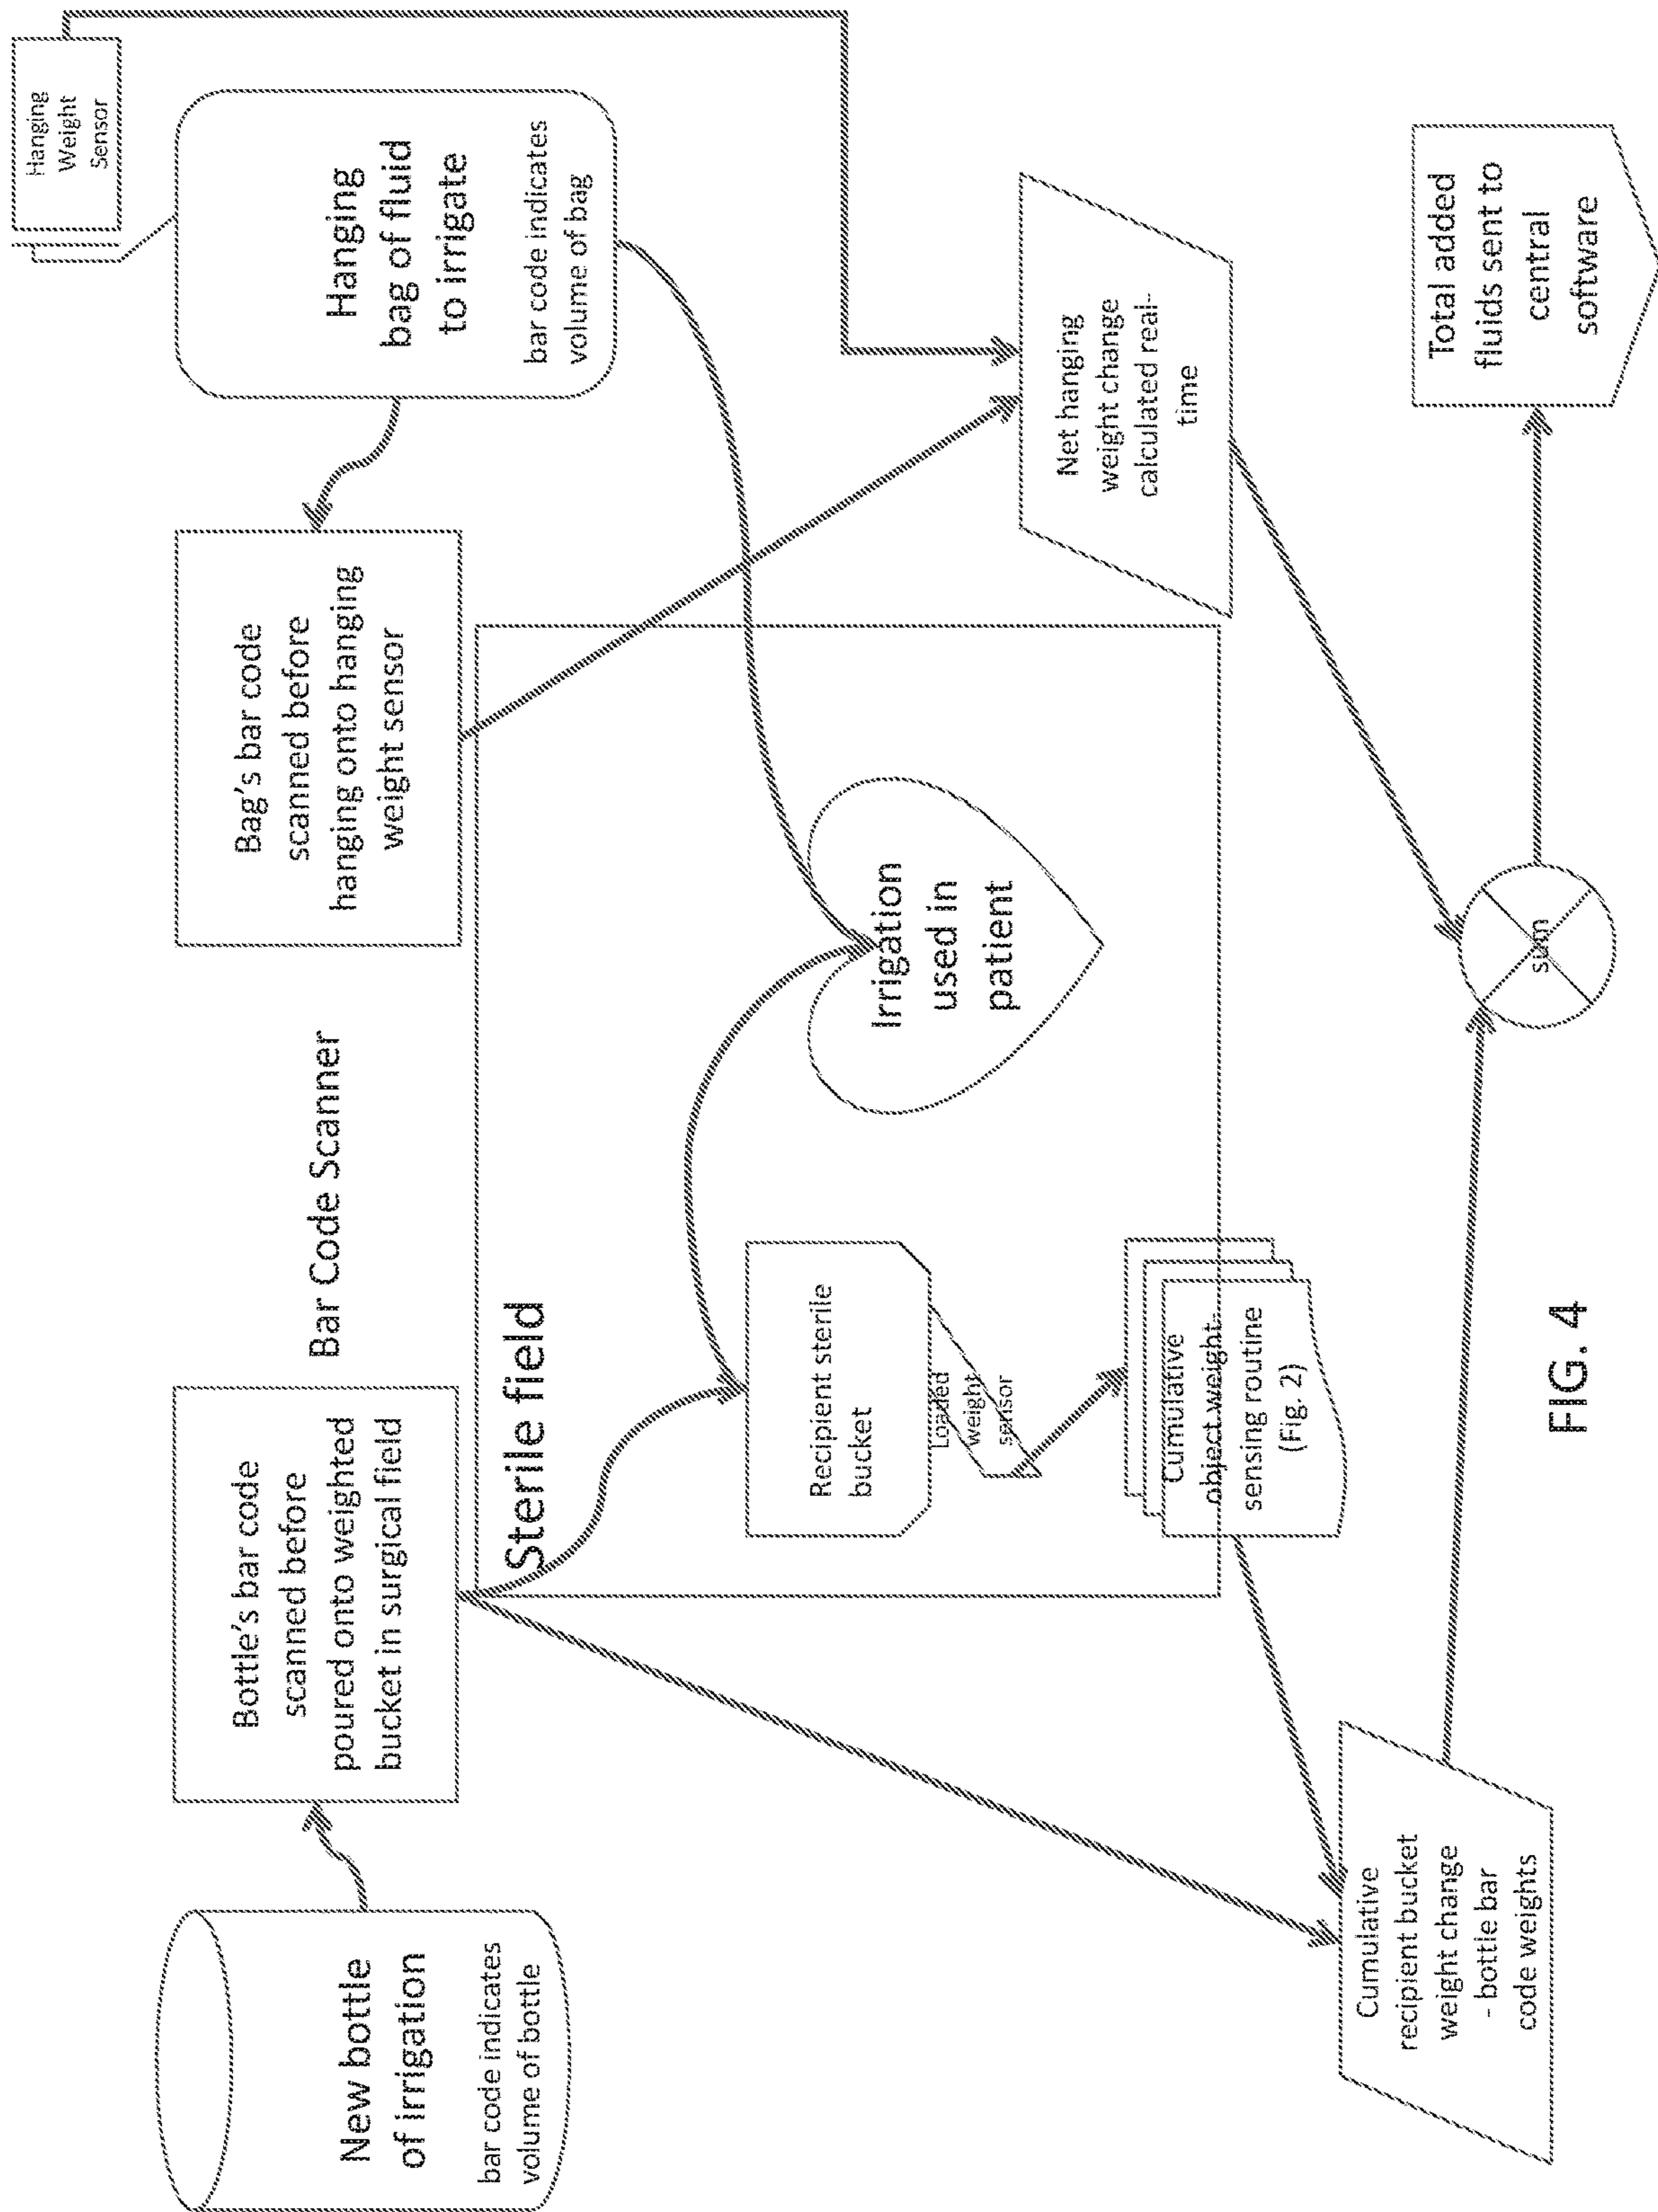 New bottle
of irrigation
bar code indicates
volume of bottle
Bottle's bar code
scanned before
poured onto weighted
bucket in surgical field
Bar Code Scanner
Bag's bar code
scanned before
hanging onto hanging
weight sensor
Hanging
Weight
Sensor
Hanging
bag of fluid
to irrigate
bar code indicates
volume of bag
Sterile field
Recipient sterile
bucket
Loaded
weight
sensor
Irrigation
used in
patient
Cumulative
object weight-
sensing routine
(Fig. 2)
Net hanging
weight change
calculated real-
time
Cumulative
recipient bucket
weight change
- bottle bar
code weights
sum
Total added
fluids sent to
central
software
FIG. 4